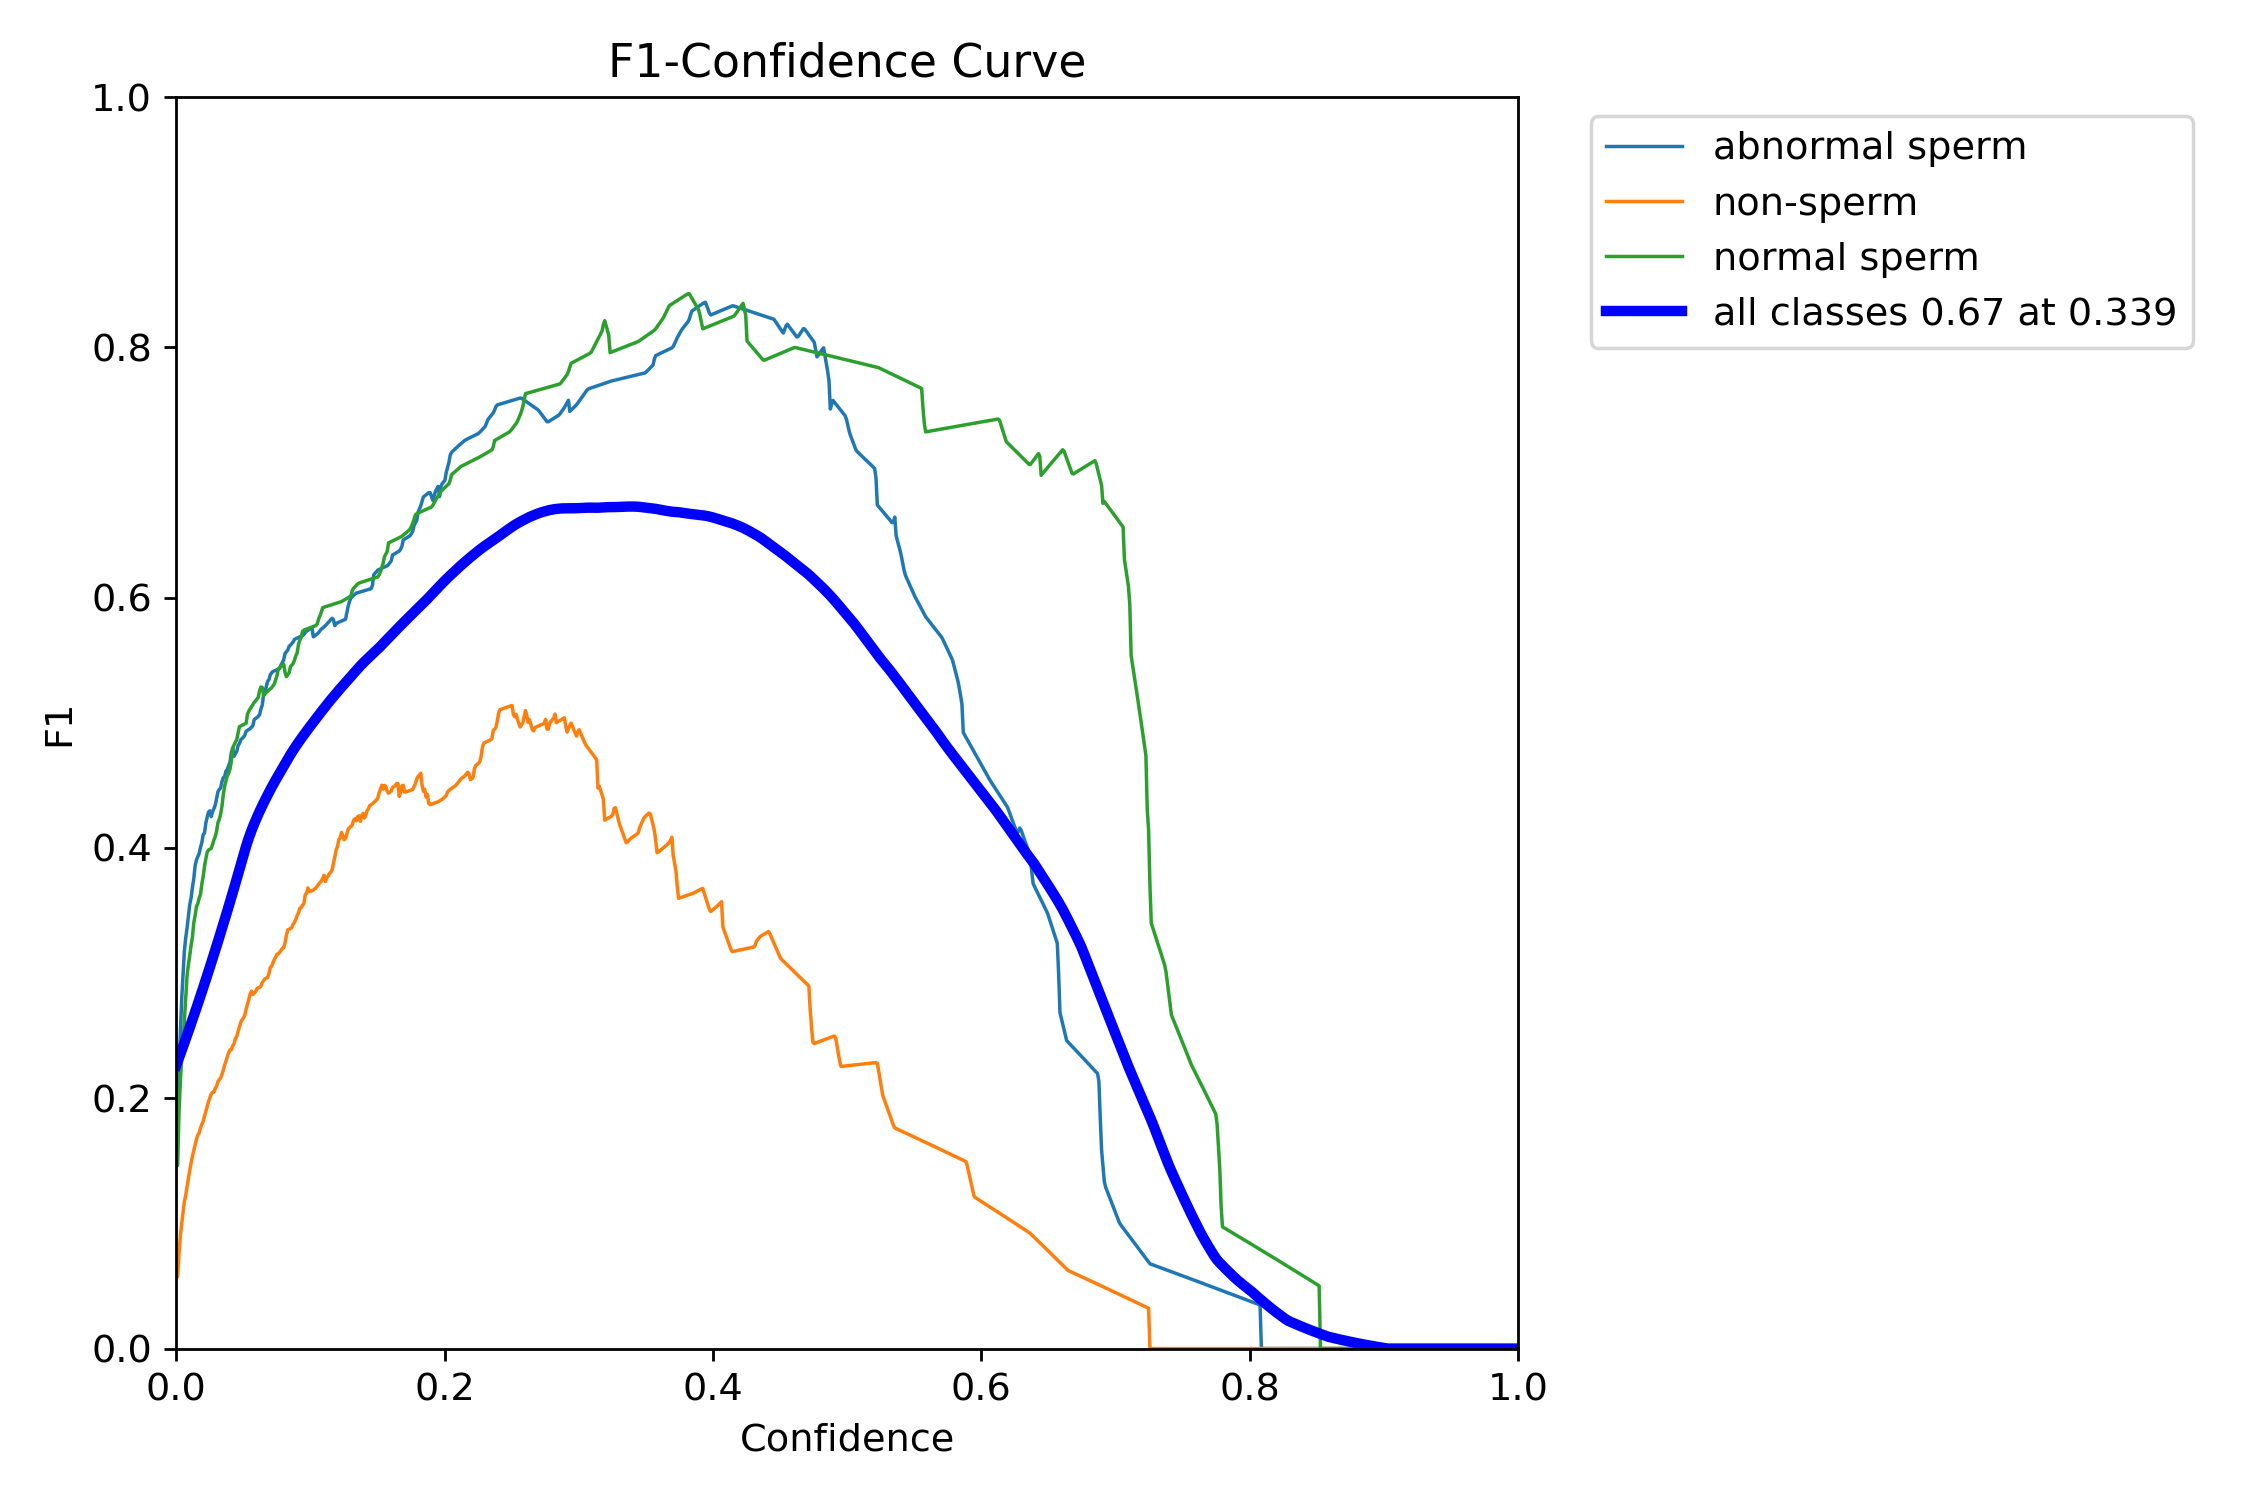 F1-Confidence Curve
1.0
0.8
0.6
0.4
0.2
0.0
F1
0.0 0.2 0.4 0.6 0.8 1.0
Confidence
abnormal sperm
non-sperm
normal sperm
all classes 0.67 at 0.339